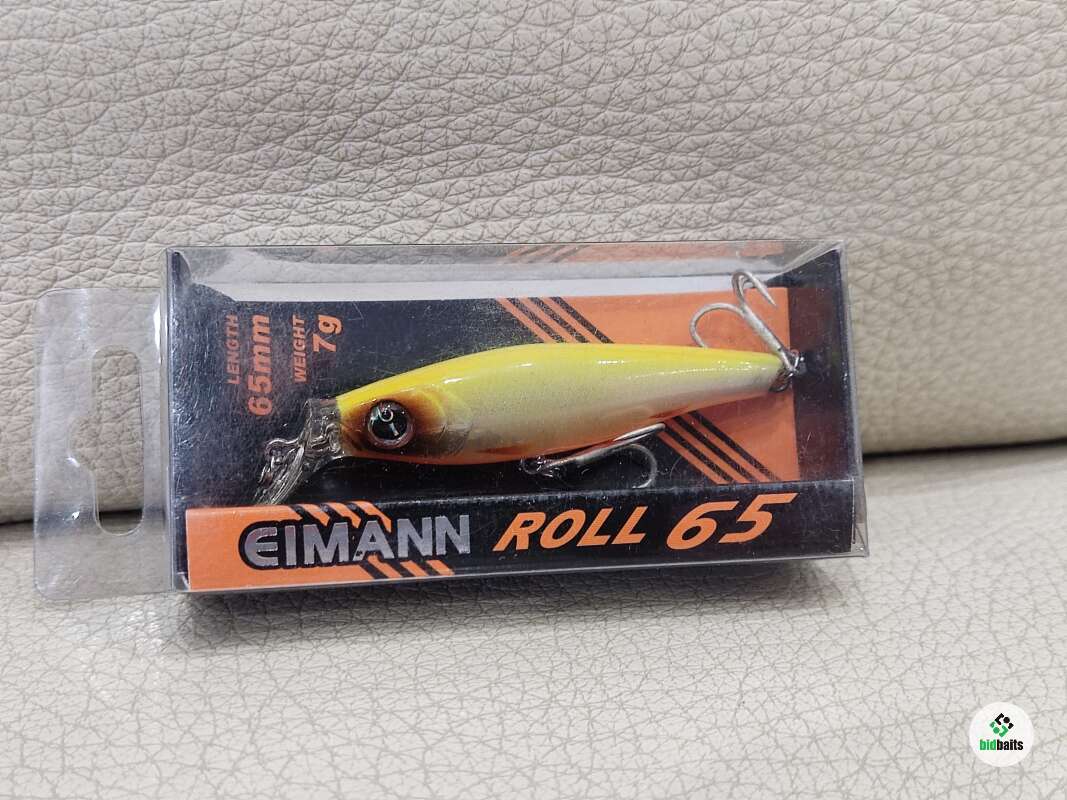 LENGTH
65mm
WEIGHT
7g
EIMANN ROLL 65
bidbaits